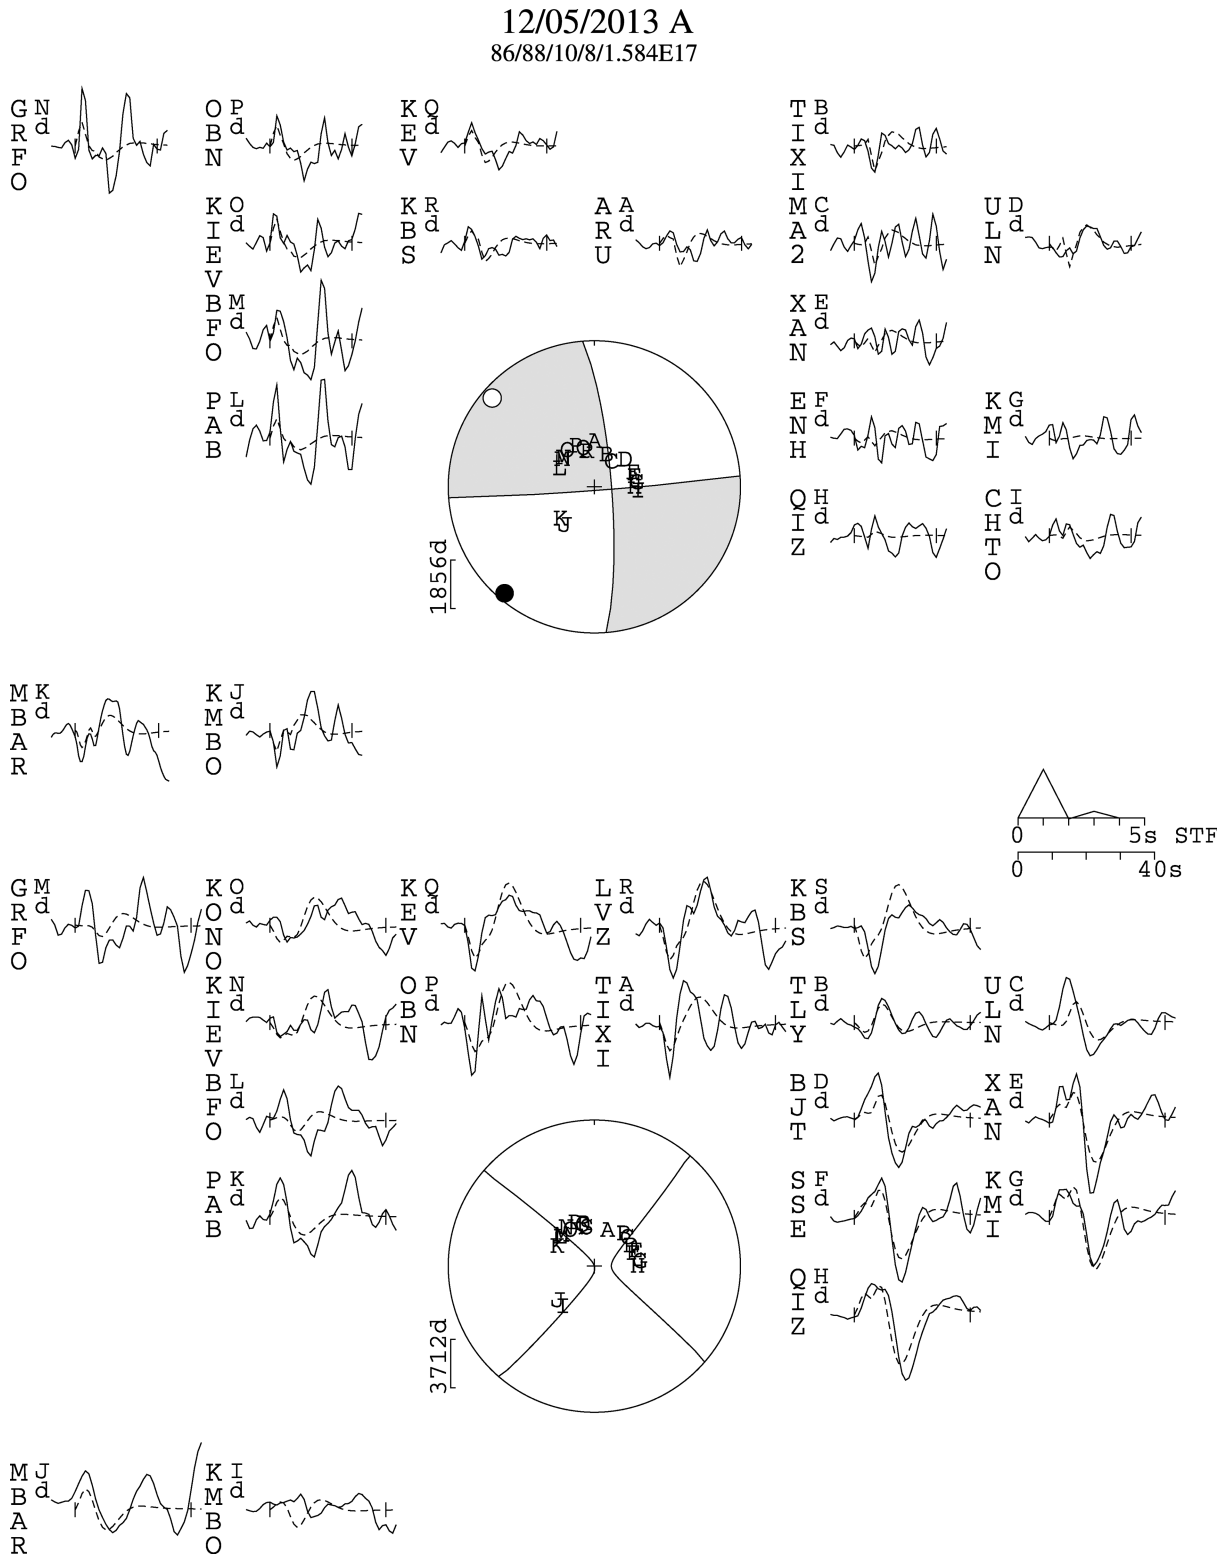 12/05/2013 A
86/88/10/8/1.584E17
GRFO N d
OBN P d
KEV Q d
TIXI B d
KIEV O d
KBS R d
ARU A d
MA2 C d
ULN D d
BFO M d
XAN E d
PAB L d
ENH F d
KMI G d
QIZ H d
CHTO I d
1856d
MBAR K d
KMBO J d
0 5s STF
0 40s
GRFO M d
KONO O d
KEV Q d
LVZ R d
KBS S d
KIEV N d
OBN P d
TIXI A d
TLY B d
ULN C d
BFO L d
BJT D d
XAN E d
PAB K d
SSE F d
KMI G d
QIZ H d
3712d
MBAR J d
KMBO I d